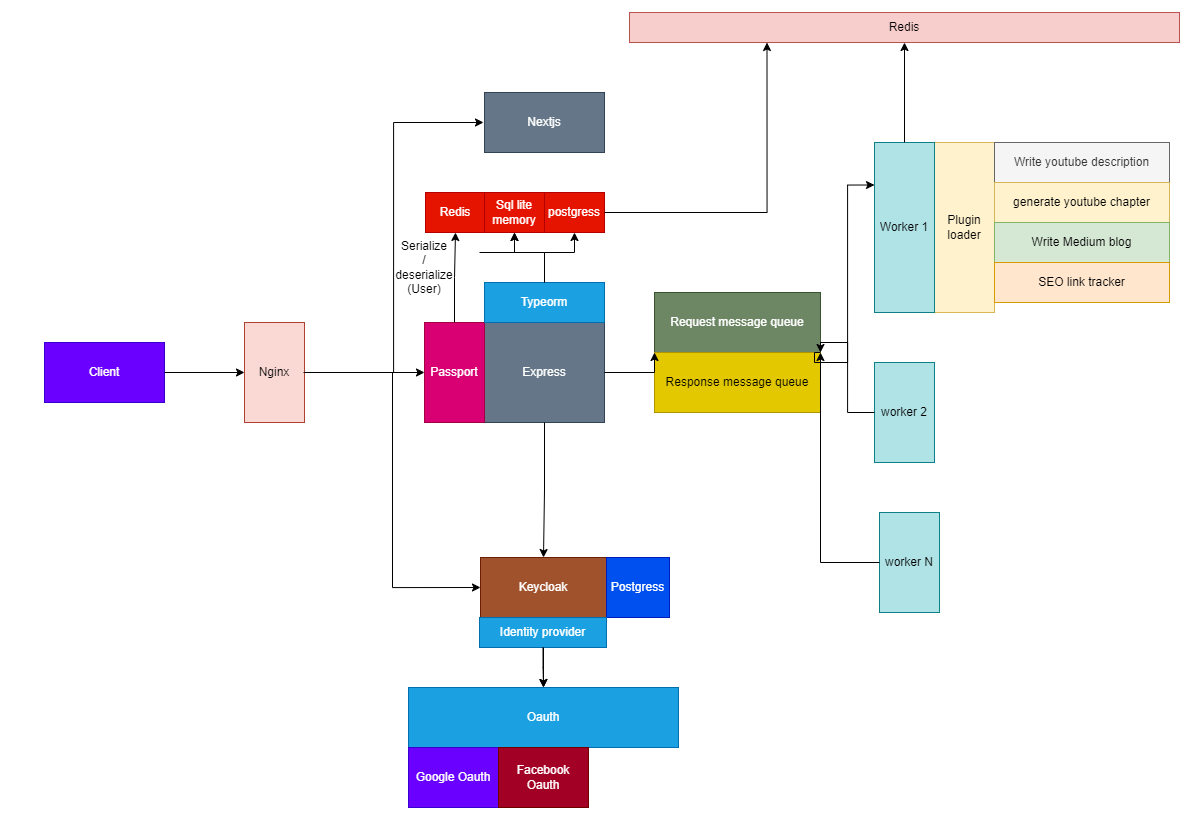 Redis
Nextjs
Redis
Sql lite
memory
postgress
Serialize
/
deserialize
(User)
Typeorm
Client
Nginx
Passport
Express
Request message queue
Response message queue
Worker 1
Plugin
loader
Write youtube description
generate youtube chapter
Write Medium blog
SEO link tracker
worker 2
worker N
Keycloak
Postgress
Identity provider
Oauth
Google Oauth
Facebook
Oauth